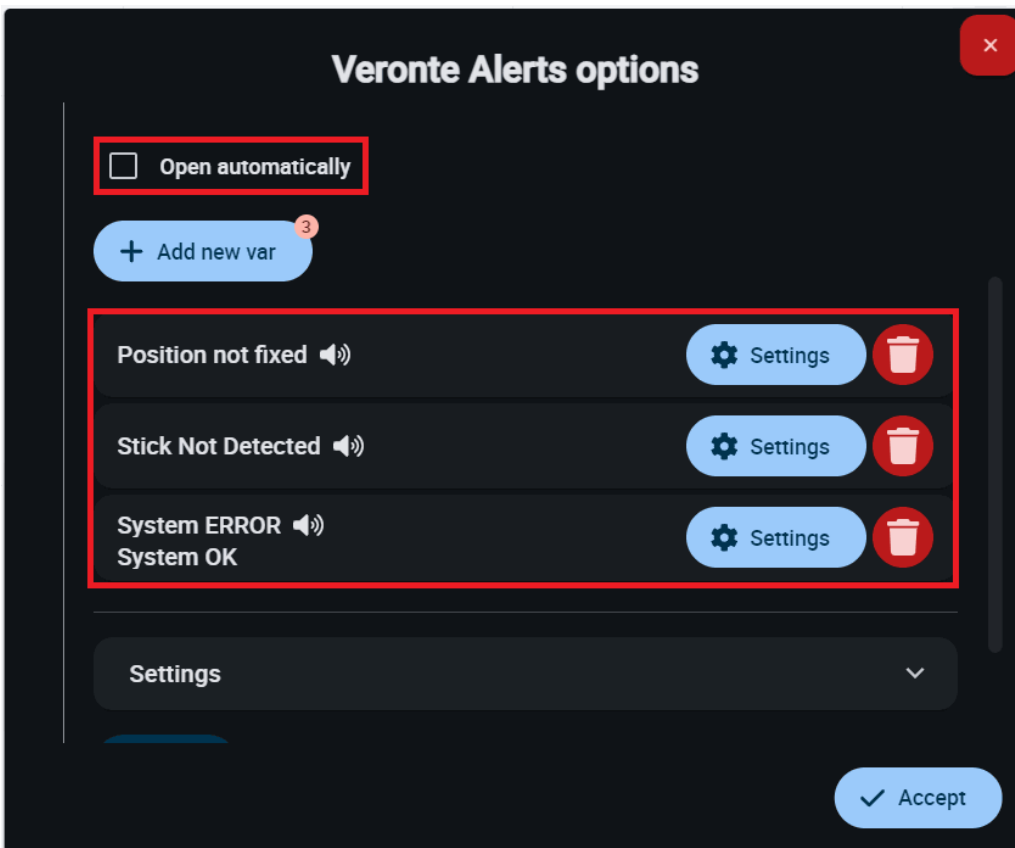 Veronte Alerts options
Open automatically
3
Add new var
Position not fixed
Settings
Stick Not Detected
Settings
System ERROR
System OK
Settings
Settings
Accept